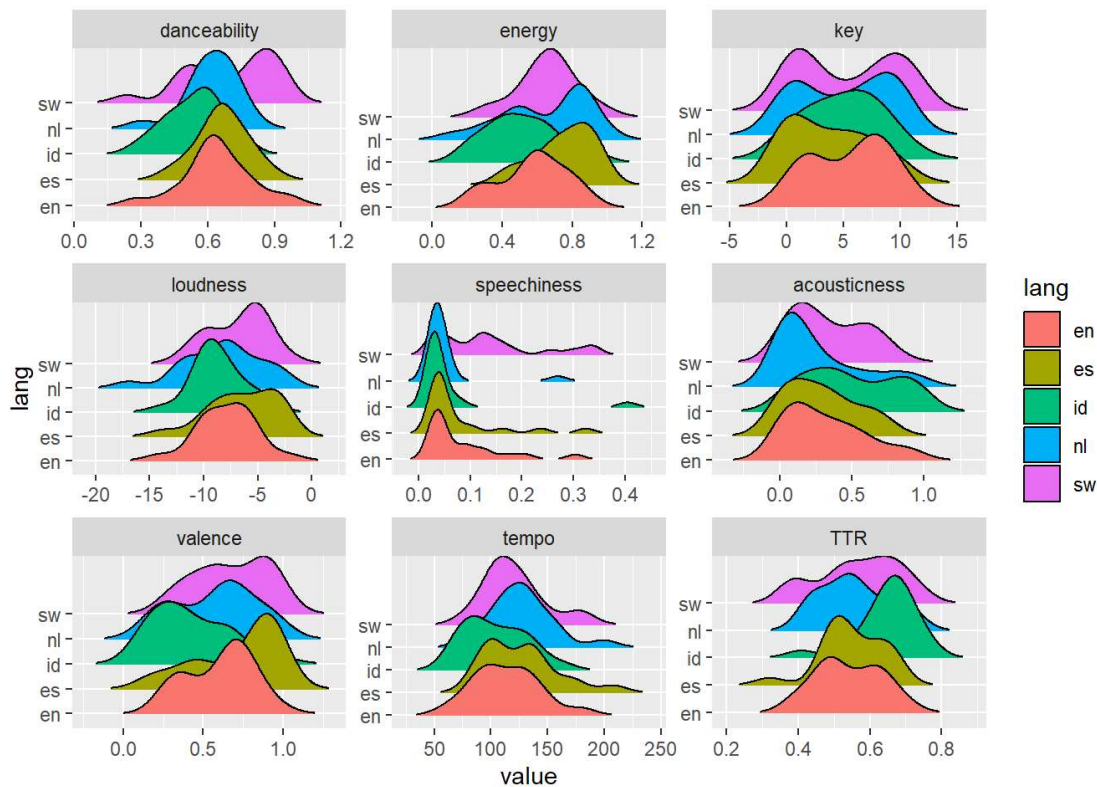 danceability
energy
key
sw
nl
id
es
en
0.0 0.3 0.6 0.9 1.2
sw
nl
id
es
en
0.0 0.4 0.8 1.2
sw
nl
id
es
en
-5 0 5 10 15
loudness
speechiness
acousticness
sw
nl
id
es
en
-20 -15 -10 -5 0
sw
nl
id
es
en
0.0 0.1 0.2 0.3 0.4
sw
nl
id
es
en
0.0 0.5 1.0
valence
tempo
TTR
sw
nl
id
es
en
0.0 0.5 1.0
sw
nl
id
es
en
50 100 150 200 250
sw
nl
id
es
en
0.2 0.4 0.6 0.8
lang
value
lang
en
es
id
nl
sw